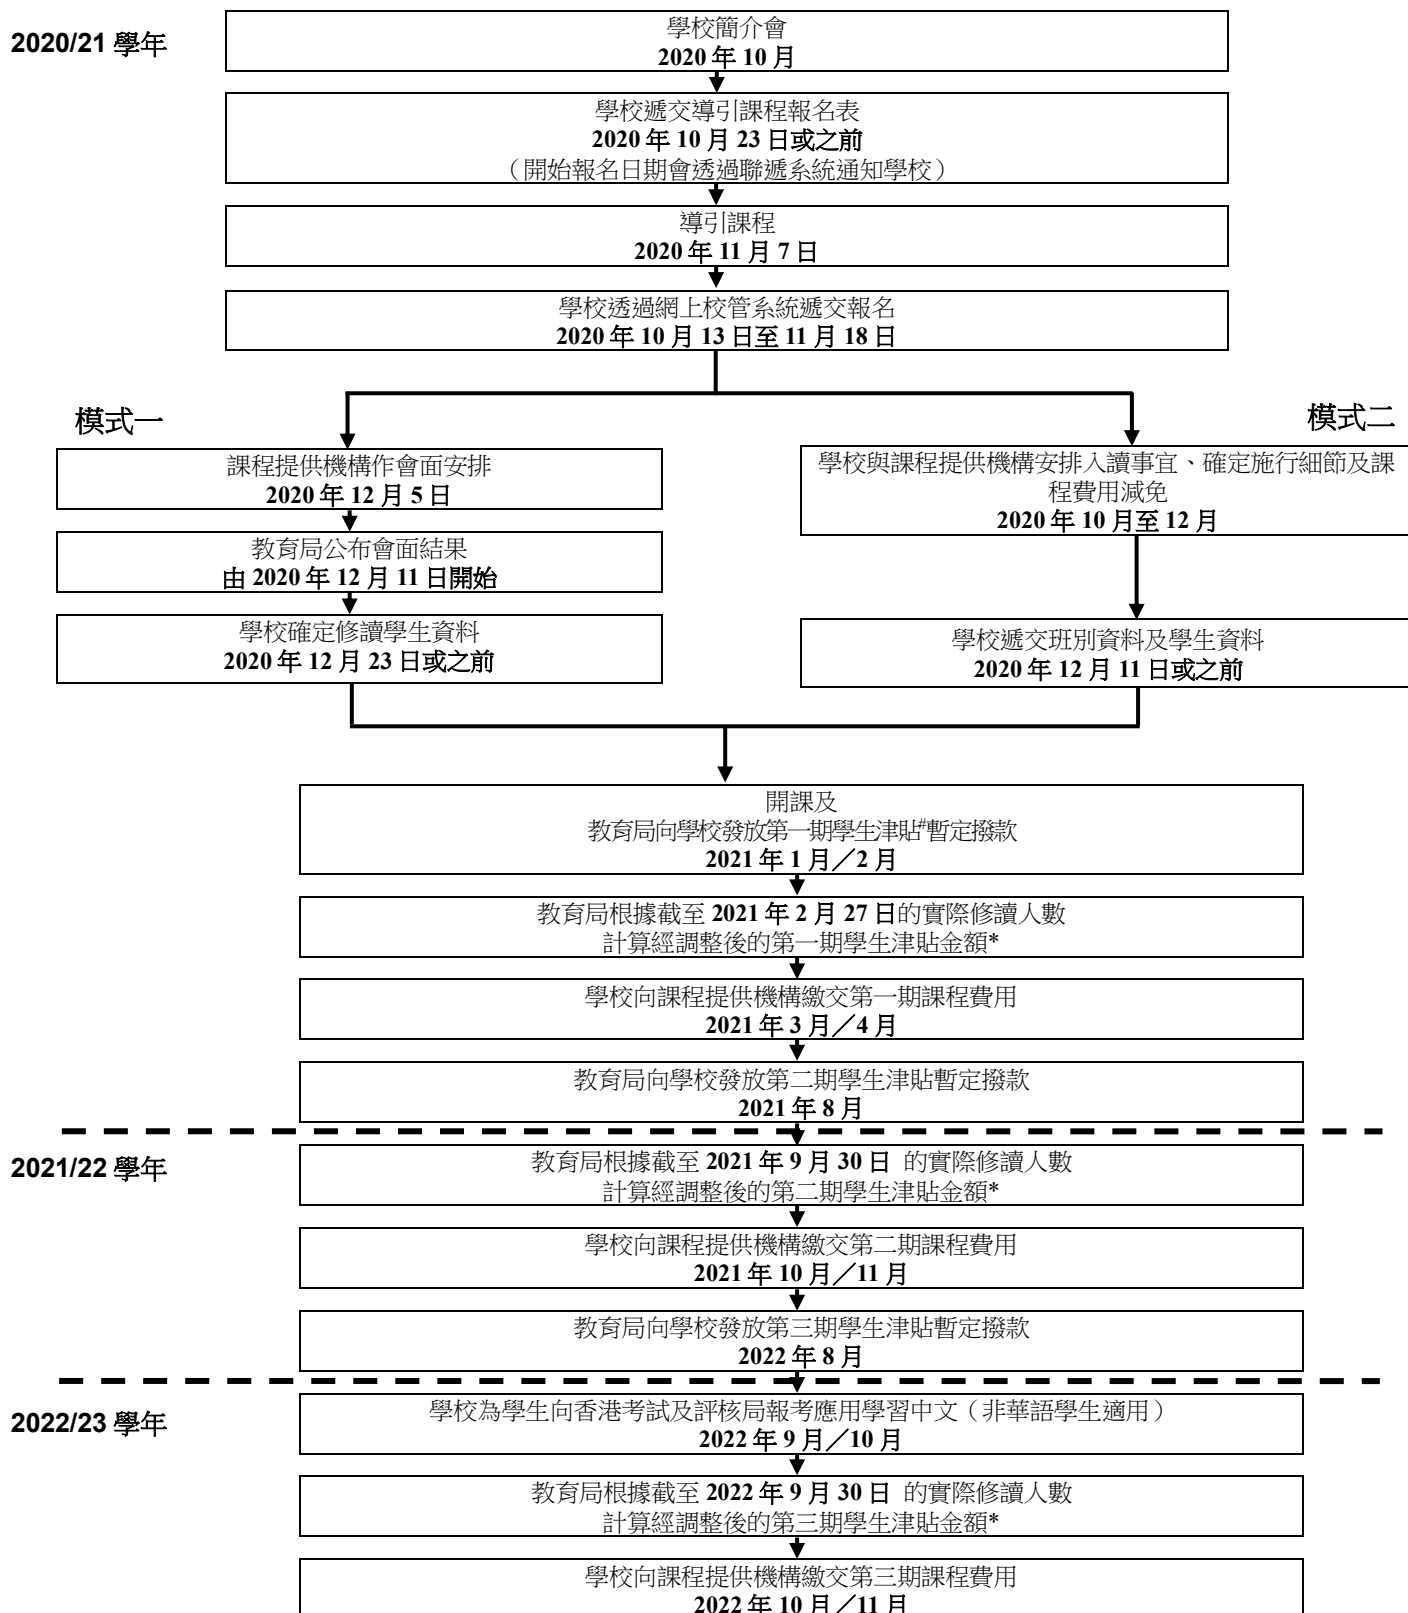 2020/21 學年
學校簡介會
2020 年 10 月
學校遞交導引課程報名表
2020 年 10 月 23 日或之前
（開始報名日期會透過聯遞系統通知學校）
導引課程
2020 年 11 月 7 日
學校透過網上校管系統遞交報名
2020 年 10 月 13 日至 11 月 18 日
模式一
課程提供機構作會面安排
2020 年 12 月 5 日
教育局公布會面結果
由 2020 年 12 月 11 日開始
學校確定修讀學生資料
2020 年 12 月 23 日或之前
模式二
學校與課程提供機構安排入讀事宜、確定施行細節及課
程費用減免
2020 年 10 月至 12 月
學校遞交班別資料及學生資料
2020 年 12 月 11 日或之前
開課及
教育局向學校發放第一期學生津貼#暫定撥款
2021 年 1 月／2 月
教育局根據截至 2021 年 2 月 27 日的實際修讀人數
計算經調整後的第一期學生津貼金額*
學校向課程提供機構繳交第一期課程費用
2021 年 3 月／4 月
教育局向學校發放第二期學生津貼暫定撥款
2021 年 8 月
2021/22 學年
教育局根據截至 2021 年 9 月 30 日 的實際修讀人數
計算經調整後的第二期學生津貼金額*
學校向課程提供機構繳交第二期課程費用
2021 年 10 月／11 月
教育局向學校發放第三期學生津貼暫定撥款
2022 年 8 月
2022/23 學年
學校為學生向香港考試及評核局報考應用學習中文（非華語學生適用）
2022 年 9 月／10 月
教育局根據截至 2022 年 9 月 30 日 的實際修讀人數
計算經調整後的第三期學生津貼金額*
學校向課程提供機構繳交第三期課程費用
2022 年 10 月／11 月